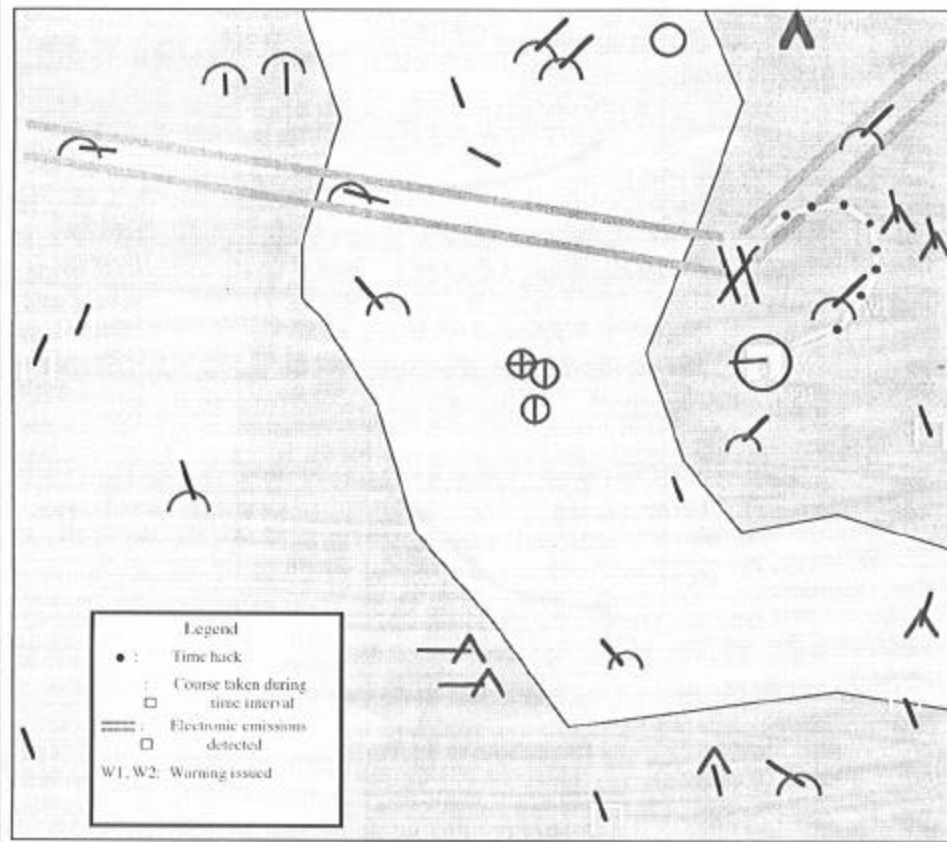 Legend
● : Time hack
: Course taken during
time interval
: Electronic emissions
detected
W1, W2: Warning issued